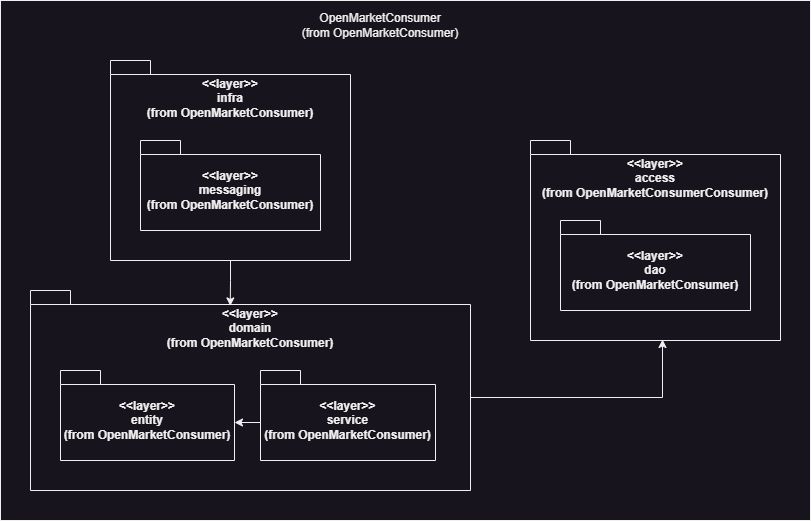 OpenMarketConsumer
(from OpenMarketConsumer)
<<layer>>
infra
(from OpenMarketConsumer)
<<layer>>
messaging
(from OpenMarketConsumer)
<<layer>>
access
(from OpenMarketConsumerConsumer)
<<layer>>
dao
(from OpenMarketConsumer)
<<layer>>
domain
(from OpenMarketConsumer)
<<layer>>
entity
(from OpenMarketConsumer)
<<layer>>
service
(from OpenMarketConsumer)